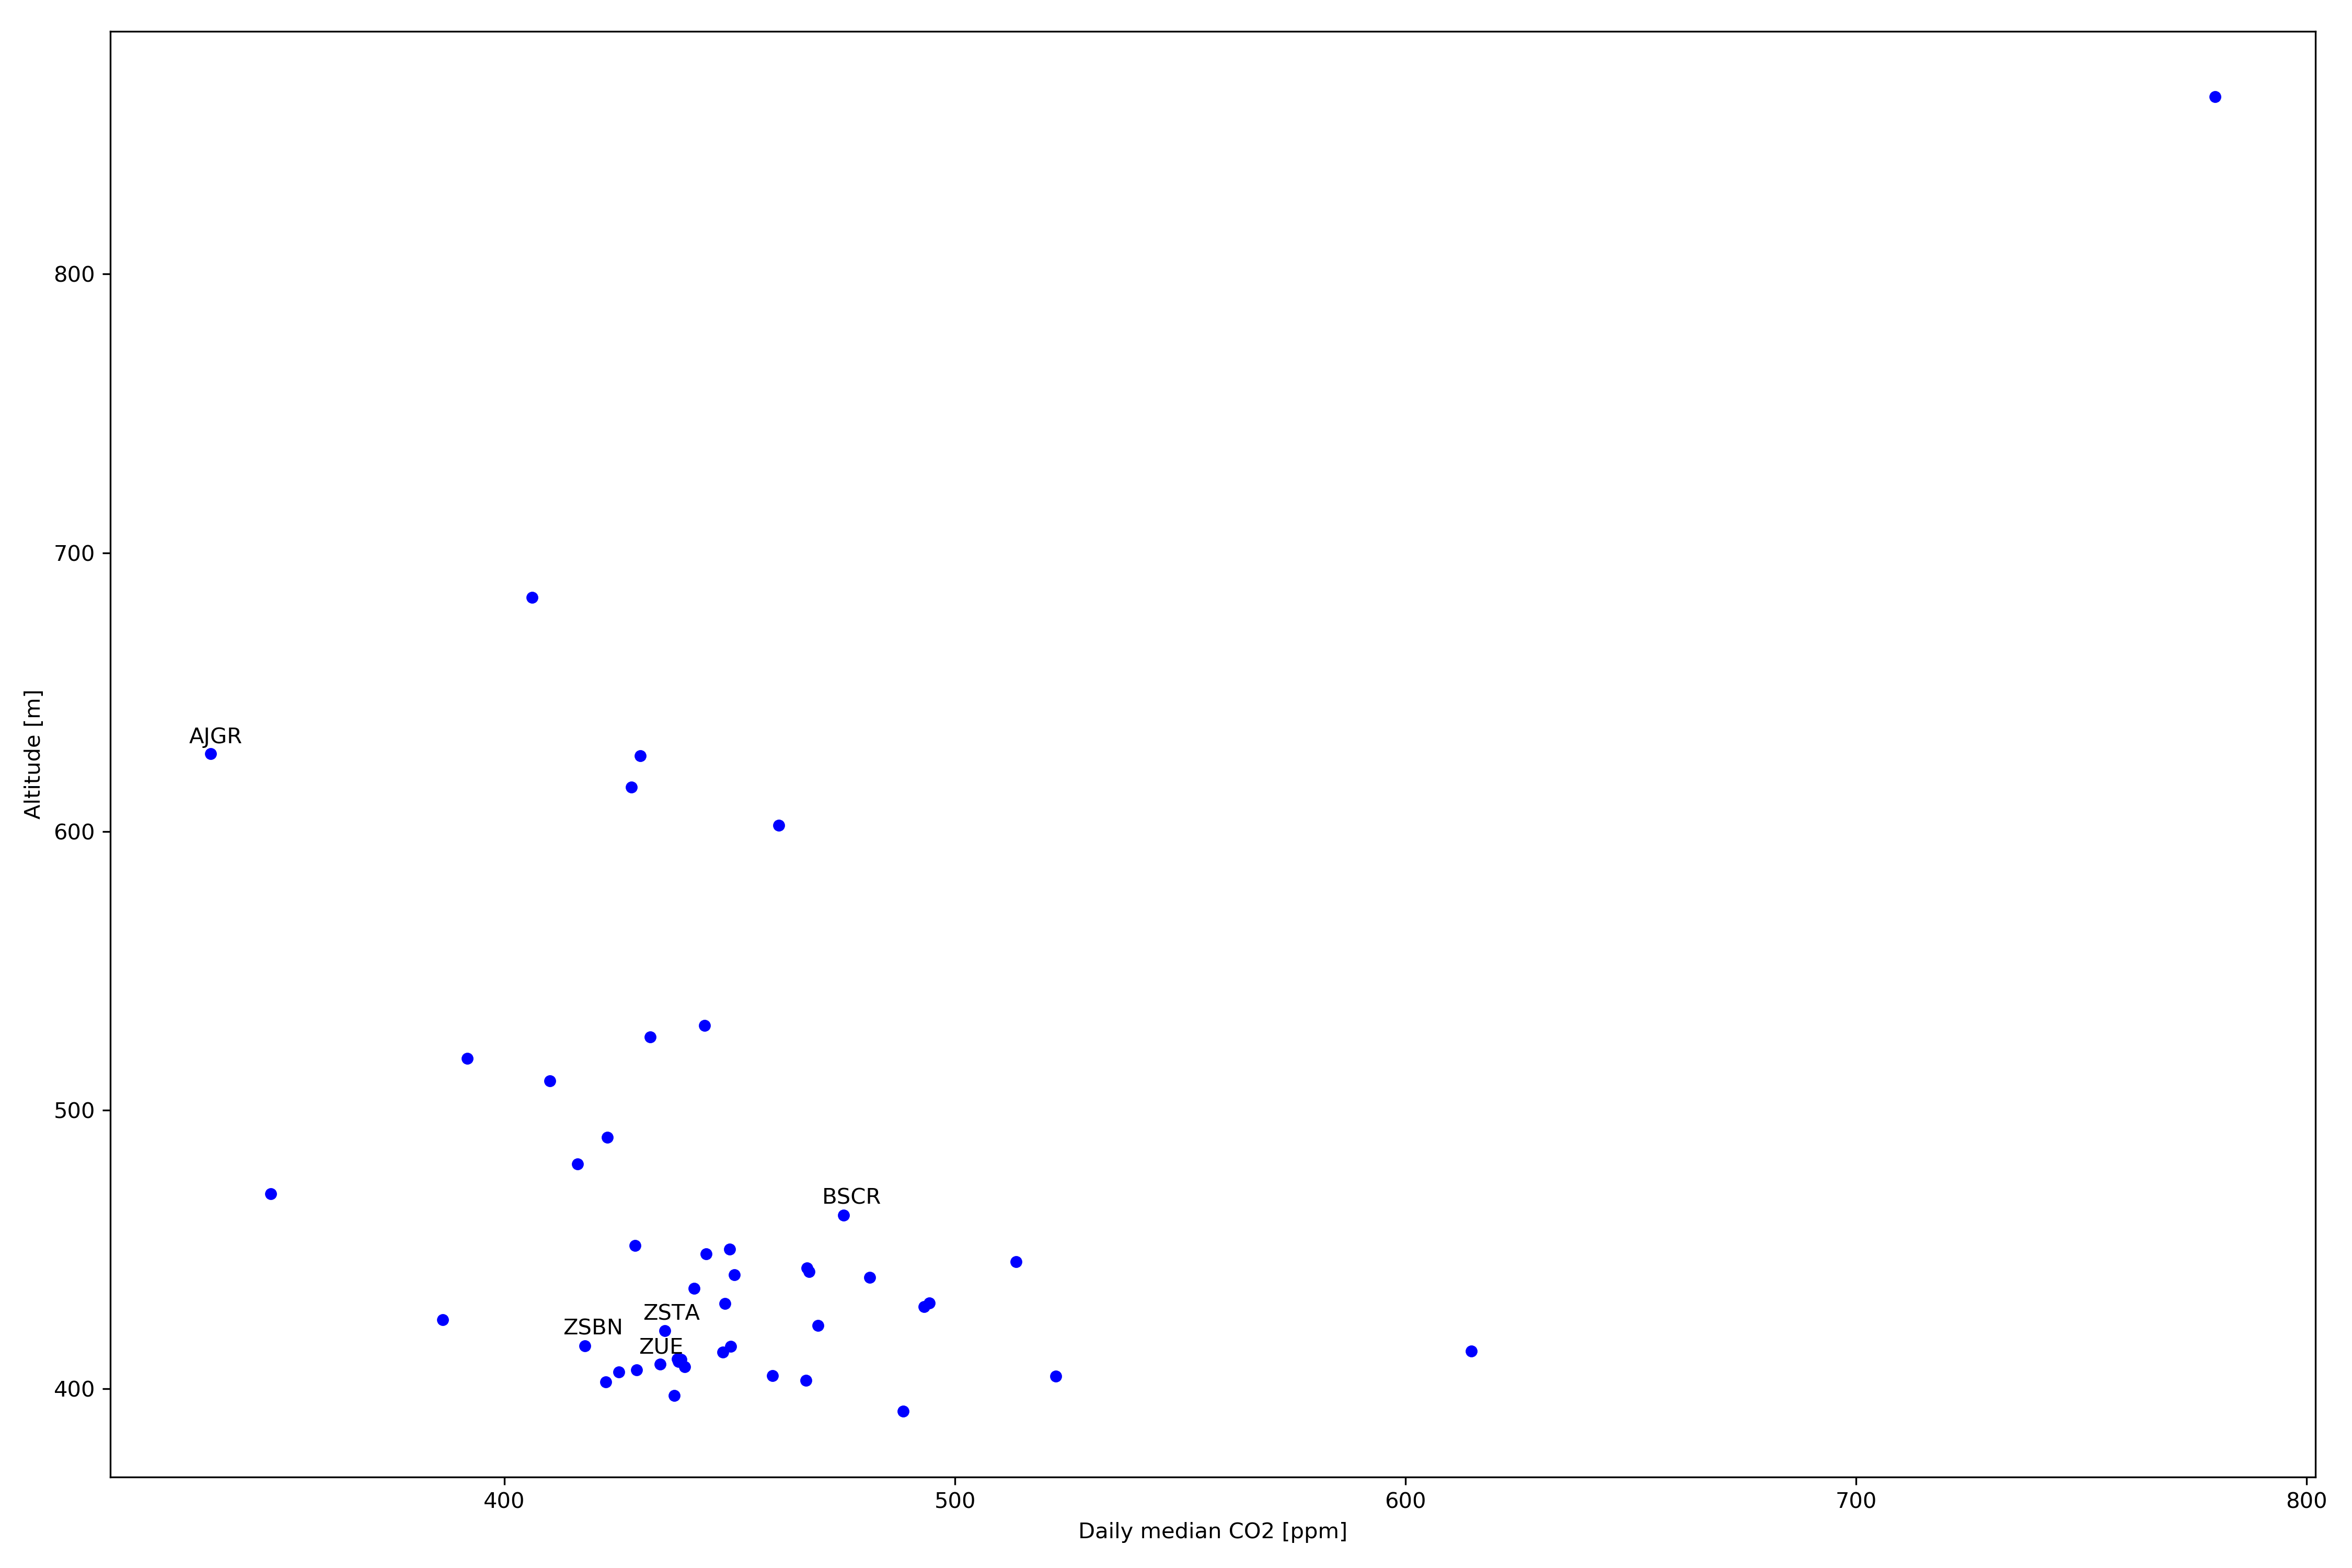 800
700
AJGR
600
500
BSCR
ZSTA
ZSBN
ZUE
400
Altitude [m]
400 500 600 700 800
Daily median CO2 [ppm]